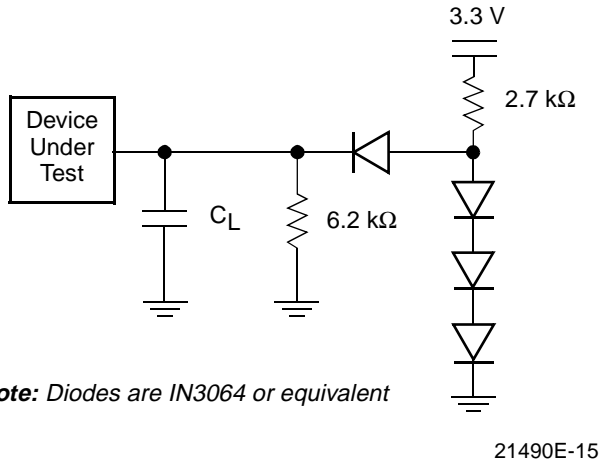 3.3 V
2.7 kΩ
Device
Under
Test
CL
6.2 kΩ
ote: Diodes are IN3064 or equivalent
21490E-15